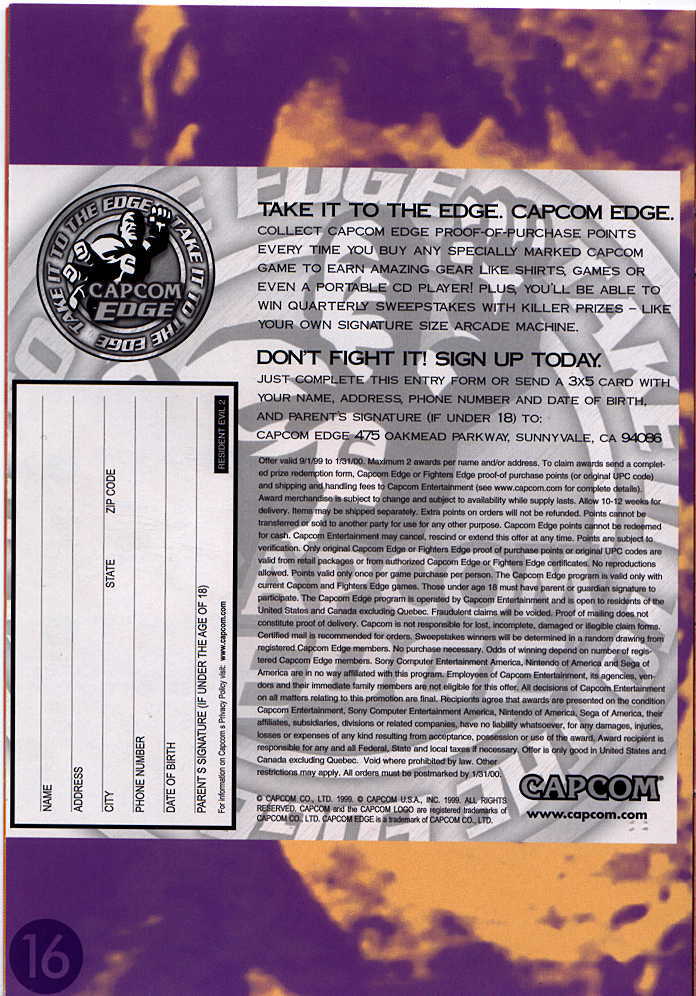 TAKE IT TO THE EDGE ★ TAKE IT TO THE EDGE ★
CAPCOM
EDGE
TAKE IT TO THE EDGE. CAPCOM EDGE.
COLLECT CAPCOM EDGE PROOF-OF-PURCHASE POINTS
EVERY TIME YOU BUY ANY SPECIALLY MARKED CAPCOM
GAME TO EARN AMAZING GEAR LIKE SHIRTS, GAMES OR
EVEN A PORTABLE CD PLAYER! PLUS, YOU'LL BE ABLE TO
WIN QUARTERLY SWEEPSTAKES WITH KILLER PRIZES – LIKE
YOUR OWN SIGNATURE SIZE ARCADE MACHINE.
DON'T FIGHT IT! SIGN UP TODAY.
JUST COMPLETE THIS ENTRY FORM OR SEND A 3X5 CARD WITH
YOUR NAME, ADDRESS, PHONE NUMBER AND DATE OF BIRTH,
AND PARENT'S SIGNATURE (IF UNDER 18) TO:
CAPCOM EDGE 475 OAKMEAD PARKWAY, SUNNYVALE, CA 94086
Offer valid 9/1/99 to 1/31/00. Maximum 2 awards per name and/or address. To claim awards send a complet-
ed prize redemption form, Capcom Edge or Fighters Edge proof-of purchase points (or original UPC code)
and shipping and handling fees to Capcom Entertainment (see www.capcom.com for complete details).
Award merchandise is subject to change and subject to availability while supply lasts. Allow 10-12 weeks for
delivery. Items may be shipped separately. Extra points on orders will not be refunded. Points cannot be
transferred or sold to another party for use for any other purpose. Capcom Edge points cannot be redeemed
for cash. Capcom Entertainment may cancel, rescind or extend this offer at any time. Points are subject to
verification. Only original Capcom Edge or Fighters Edge proof of purchase points or original UPC codes are
valid from retail packages or from authorized Capcom Edge or Fighters Edge certificates. No reproductions
allowed. Points valid only once per game purchase per person. The Capcom Edge program is valid only with
current Capcom and Fighters Edge games. Those under age 18 must have parent or guardian signature to
participate. The Capcom Edge program is operated by Capcom Entertainment and is open to residents of the
United States and Canada excluding Quebec. Fraudulent claims will be voided. Proof of mailing does not
constitute proof of delivery. Capcom is not responsible for lost, incomplete, damaged or illegible claim forms.
Certified mail is recommended for orders. Sweepstakes winners will be determined in a random drawing from
registered Capcom Edge members. No purchase necessary. Odds of winning depend on number of regis-
tered Capcom Edge members. Sony Computer Entertainment America, Nintendo of America and Sega of
America are in no way affiliated with this program. Employees of Capcom Entertainment, its agencies, ven-
dors and their immediate family members are not eligible for this offer. All decisions of Capcom Entertainment
on all matters relating to this promotion are final. Recipients agree that awards are presented on the condition
Capcom Entertainment, Sony Computer Entertainment America, Nintendo of America, Sega of America, their
affiliates, subsidiaries, divisions or related companies, have no liability whatsoever, for any damages, injuries,
losses or expenses of any kind resulting from acceptance, possession or use of the award. Award recipient is
responsible for any and all Federal, State and local taxes if necessary. Offer is only good in United States and
Canada excluding Quebec. Void where prohibited by law. Other
restrictions may apply. All orders must be postmarked by 1/31/00.
© CAPCOM CO., LTD. 1999. © CAPCOM U.S.A., INC. 1999. ALL RIGHTS
RESERVED. CAPCOM and the CAPCOM LOGO are registered trademarks of
CAPCOM CO., LTD. CAPCOM EDGE is a trademark of CAPCOM CO., LTD.
CAPCOM®
www.capcom.com
NAME
ADDRESS
CITY STATE ZIP CODE
PHONE NUMBER
DATE OF BIRTH
PARENT'S SIGNATURE (IF UNDER THE AGE OF 18)
For information on Capcom's Privacy Policy visit: www.capcom.com
RESIDENT EVIL 2
16